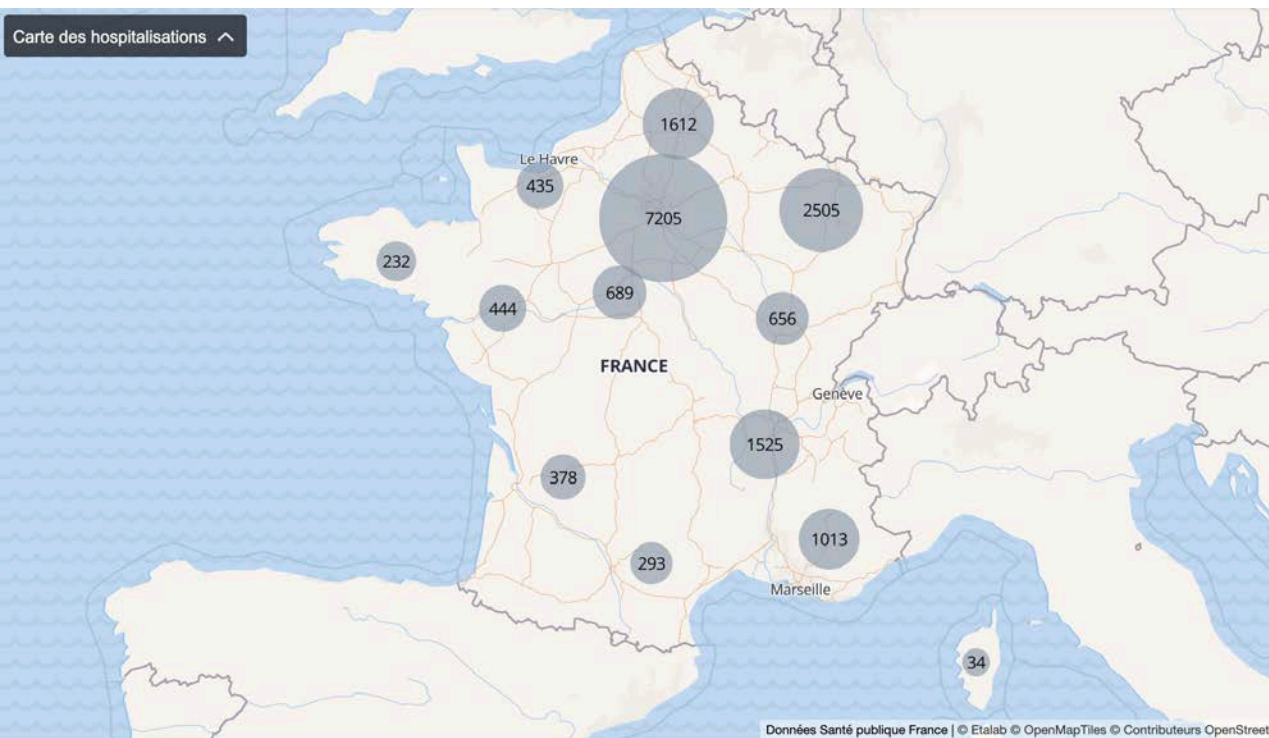 Carte des hospitalisations
1612
Le Havre
435
7205
2505
232
689
444
656
FRANCE
Genève
1525
378
1013
293
Marseille
34
Données Santé publique France | © Etalab © OpenMapTiles © Contributeurs OpenStreet